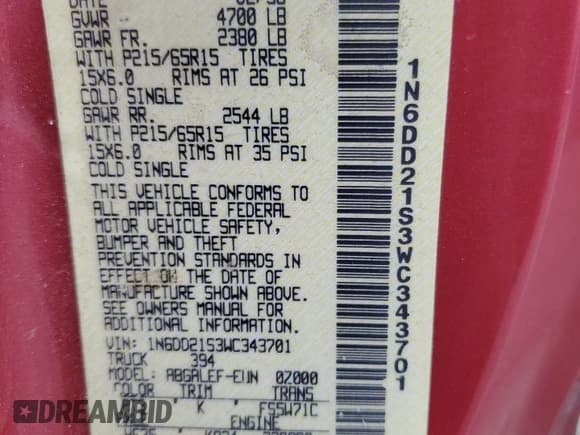 DATE
GVWR - 4700 LB
GAWR FR. 2380 LB
WITH P215/65R15 TIRES
15X6.0 RIMS AT 26 PSI
COLD SINGLE
GAWR RR. 2544 LB
WITH P215/65R15 TIRES
15X6.0 RIMS AT 35 PSI
COLD SINGLE
THIS VEHICLE CONFORMS TO
ALL APPLICABLE FEDERAL
MOTOR VEHICLE SAFETY,
BUMPER AND THEFT
PREVENTION STANDARDS IN
EFFECT ON THE DATE OF
MANUFACTURE SHOWN ABOVE.
SEE OWNERS MANUAL FOR
ADDITIONAL INFORMATION.
VIN: 1N6DD21S3WC343701
TRUCK 394
MODEL- ABGALEF-EUN 0Z000
COLOR TRIM TRANS
K FS5W71C
ENGINE
1N6DD21S3WC343701
DREAMBID